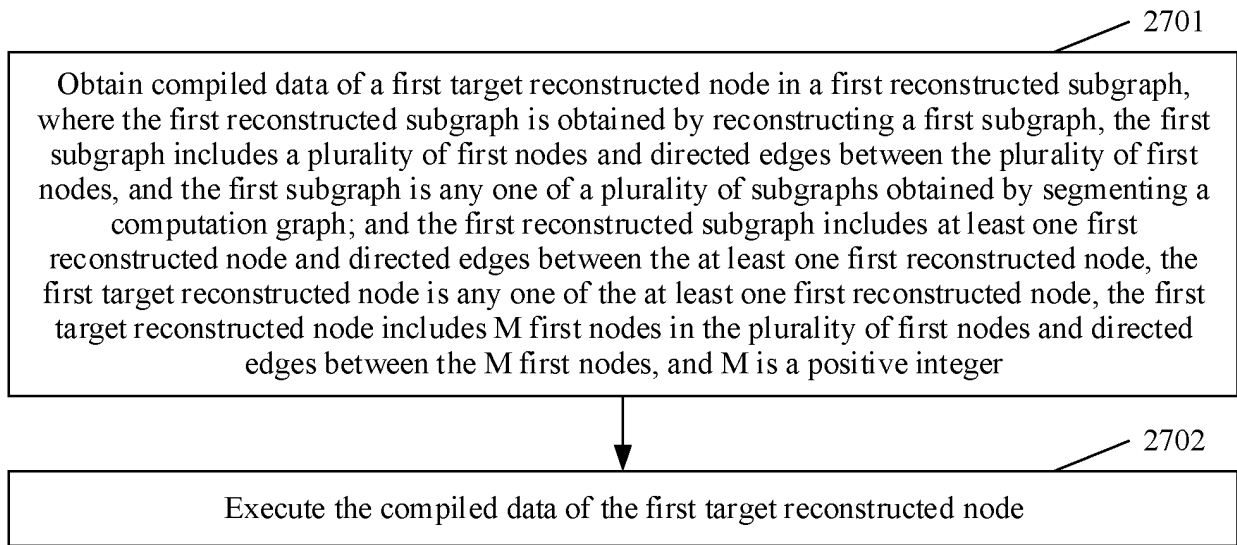 2701
Obtain compiled data of a first target reconstructed node in a first reconstructed subgraph,
where the first reconstructed subgraph is obtained by reconstructing a first subgraph, the first
subgraph includes a plurality of first nodes and directed edges between the plurality of first
nodes, and the first subgraph is any one of a plurality of subgraphs obtained by segmenting a
computation graph; and the first reconstructed subgraph includes at least one first
reconstructed node and directed edges between the at least one first reconstructed node, the
first target reconstructed node is any one of the at least one first reconstructed node, the first
target reconstructed node includes M first nodes in the plurality of first nodes and directed
edges between the M first nodes, and M is a positive integer
2702
Execute the compiled data of the first target reconstructed node